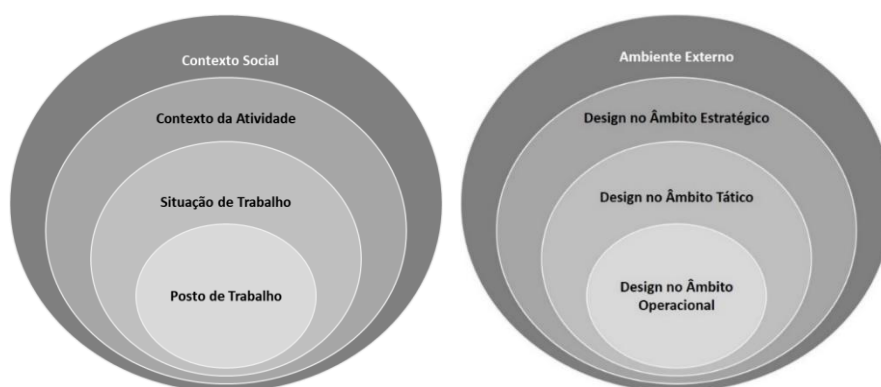 Contexto Social
Contexto da Atividade
Situação de Trabalho
Posto de Trabalho
Ambiente Externo
Design no Âmbito Estratégico
Design no Âmbito Tático
Design no Âmbito
Operacional